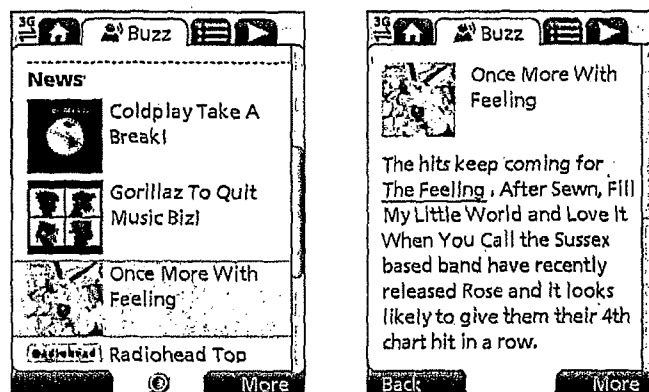 3G
Buzz
News
Coldplay Take A
Break!
Gorillaz To Quit
Music Biz!
Once More With
Feeling
Radiohead
Radiohead Top
More
3G
Buzz
Once More With
Feeling
The hits keep coming for
The Feeling . After Sewn, Fill
My Little World and Love It
When You Call the Sussex
based band have recently
released Rose and it looks
likely to give them their 4th
chart hit in a row.
Back
More